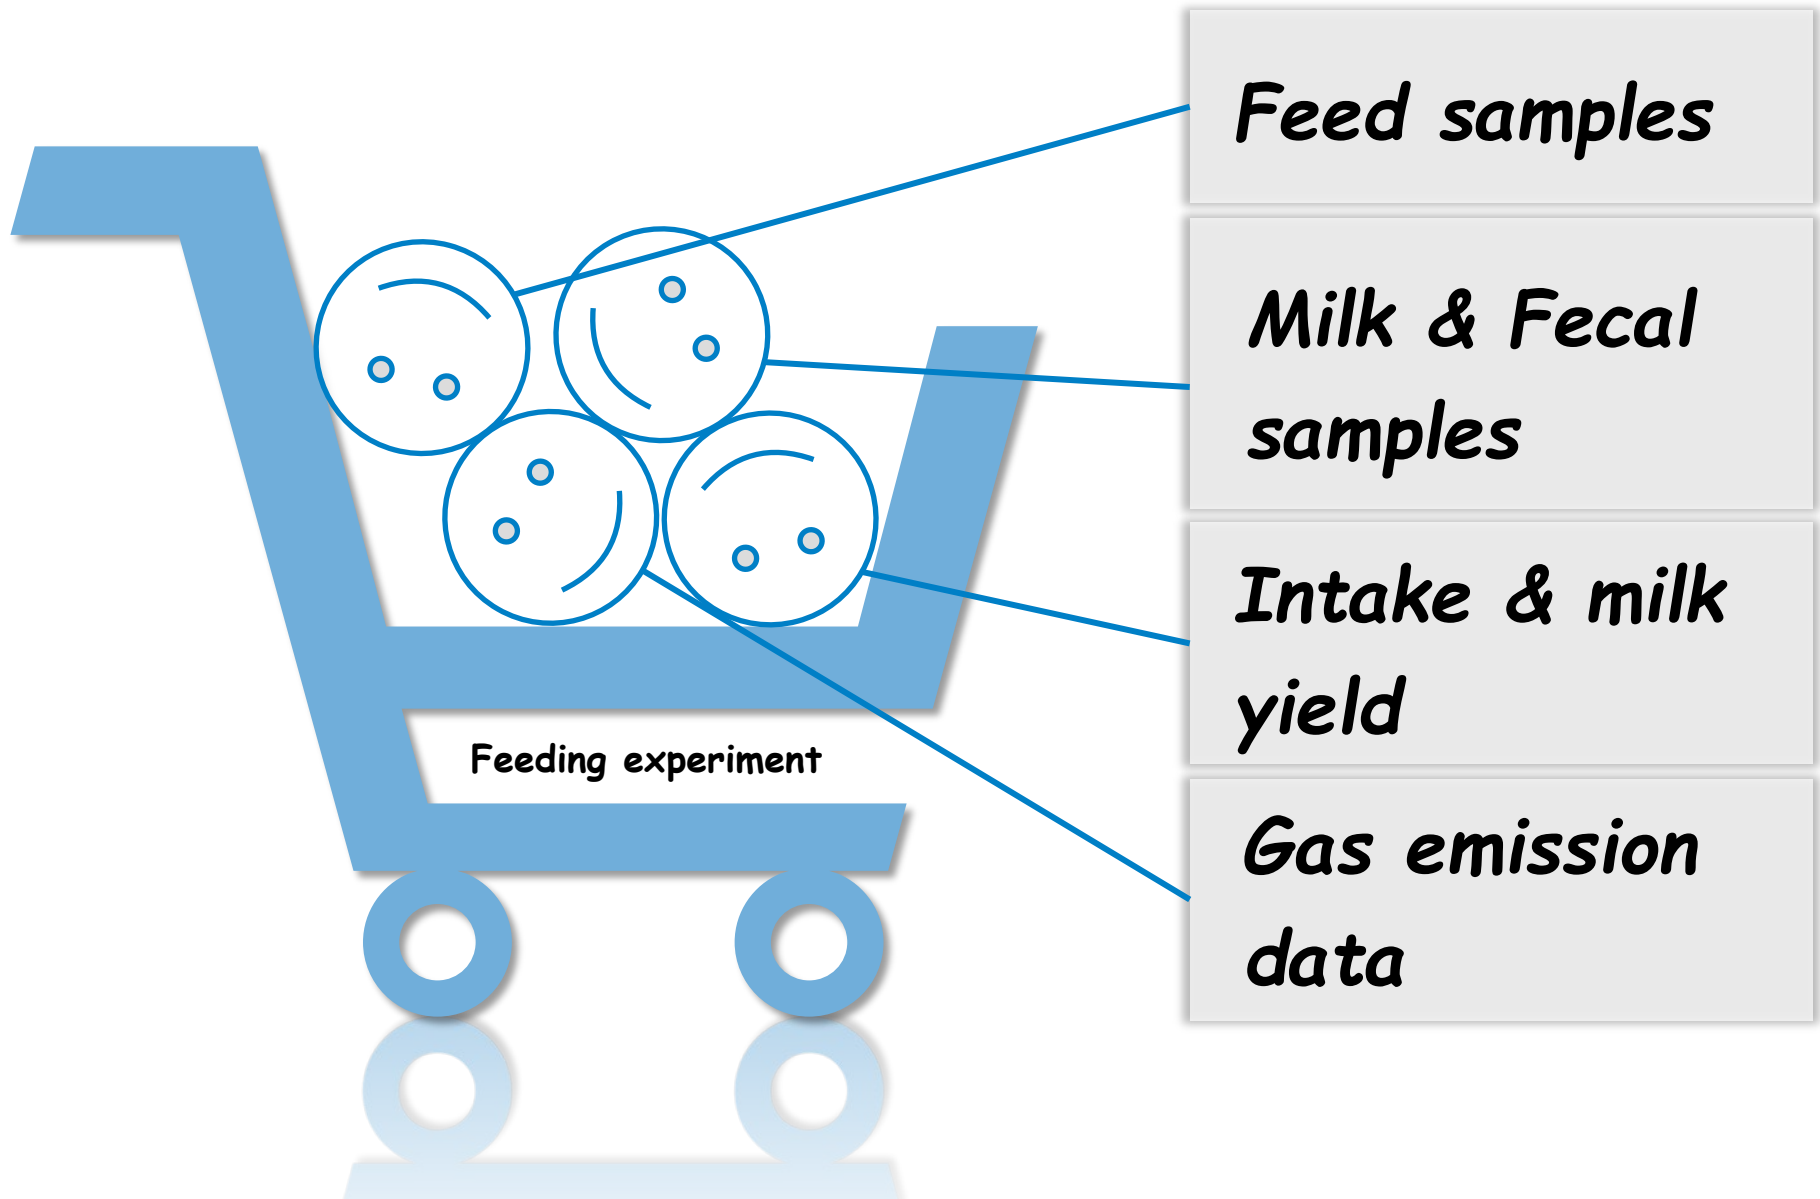 Feed samples
Milk & Fecal
samples
Intake & milk
yield
Feeding experiment
Gas emission
data